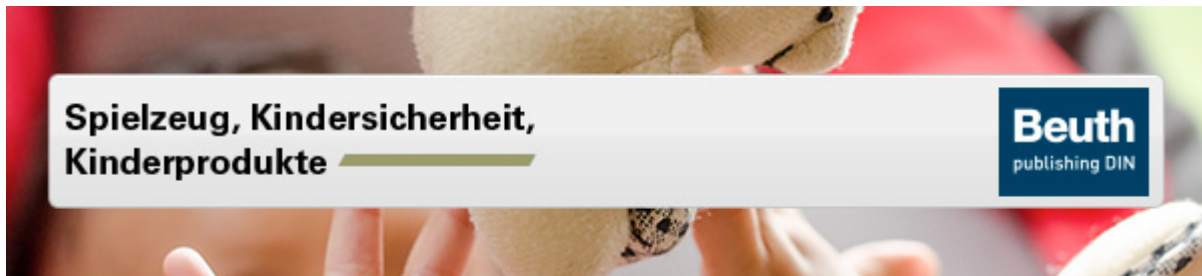 Spielzeug, Kindersicherheit,
Kinderprodukte
Beuth
publishing DIN